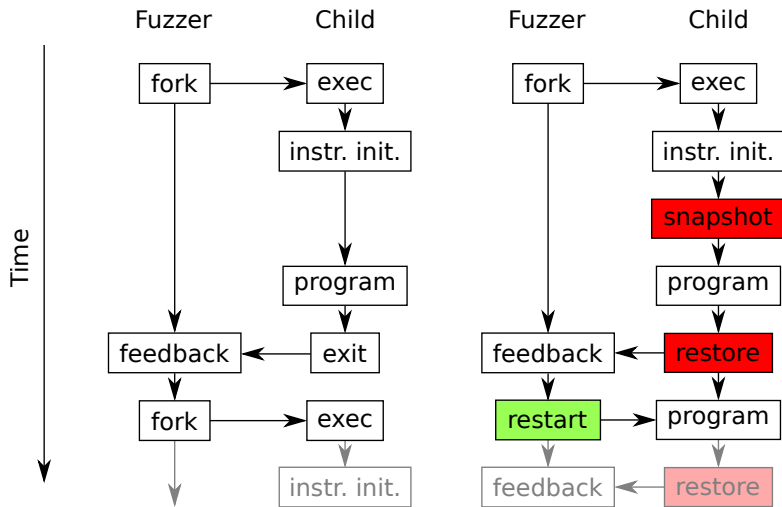 Fuzzer
Child
Fuzzer
Child
fork
exec
fork
exec
instr. init.
instr. init.
snapshot
Time
program
program
feedback
exit
feedback
restore
fork
exec
restart
program
instr. init.
feedback
restore